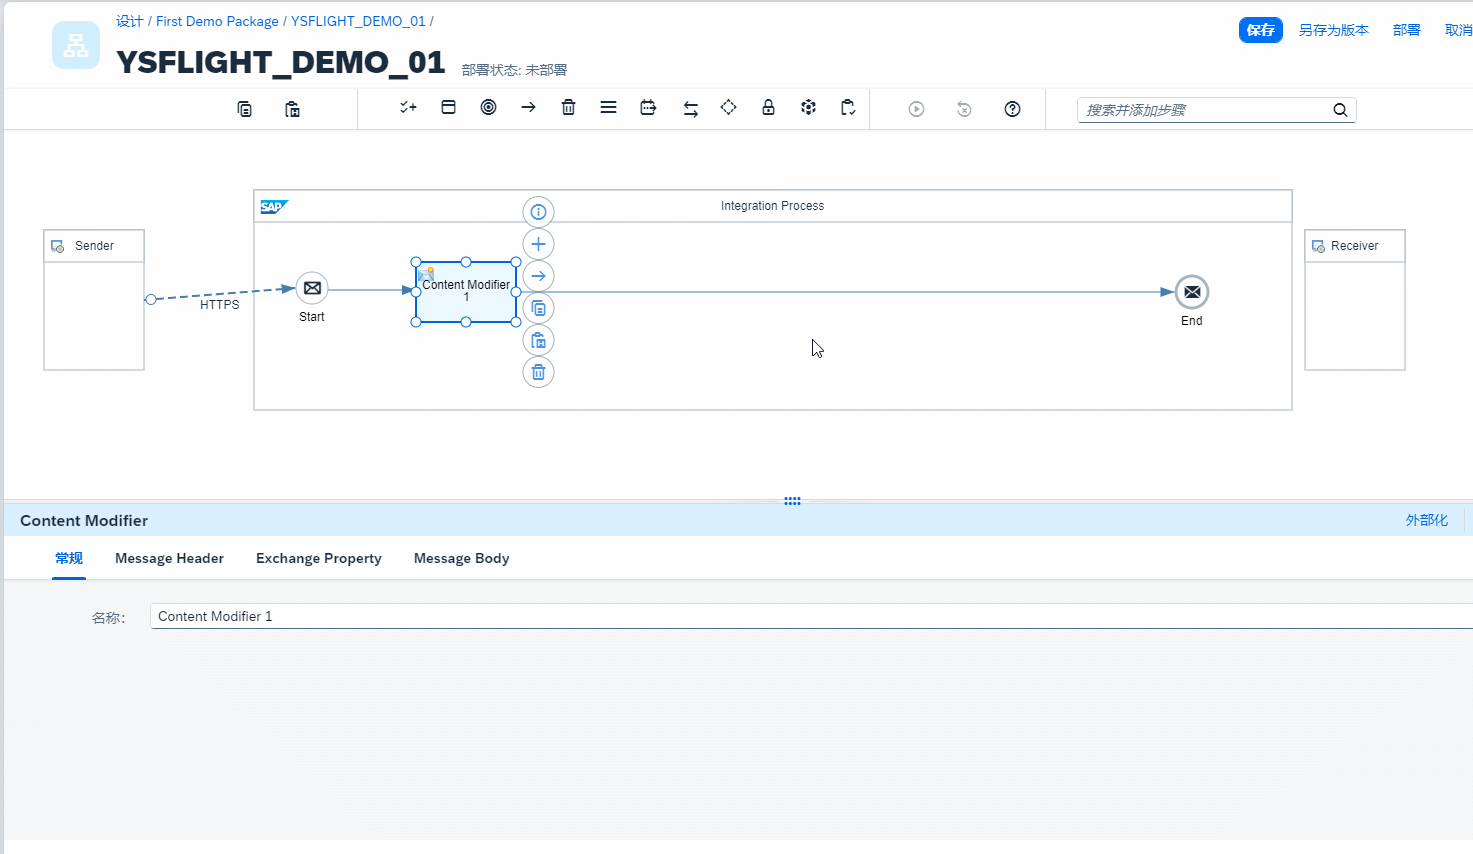 设计 / First Demo Package / YSFLIGHT_DEMO_01 /
YSFLIGHT_DEMO_01 部署状态: 未部署
保存 另存为版本 部署 取消
搜索并添加步骤
SAP Integration Process
Sender
HTTPS
Start
Content Modifier
1
End
Receiver
Content Modifier 外部化
常规 Message Header Exchange Property Message Body
名称: Content Modifier 1